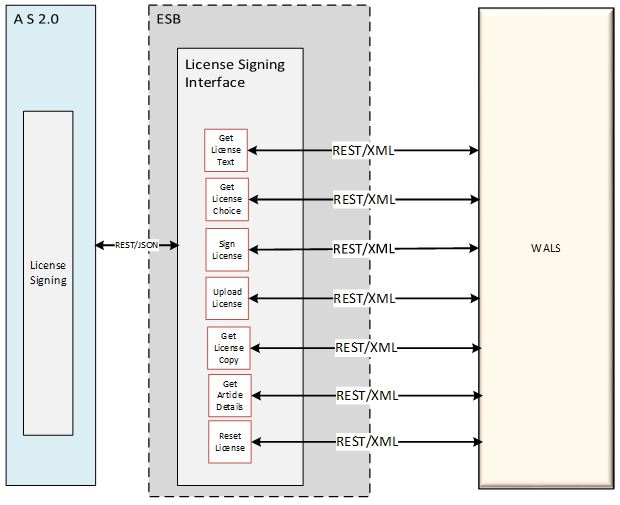 A S 2.0
License
Signing
REST/JSON
ESB
License Signing
Interface
Get
License
Text
REST/XML
Get
License
Choice
REST/XML
Sign
License
REST/XML
Upload
License
REST/XML
Get
License
Copy
REST/XML
Get
Article
Details
REST/XML
Reset
License
REST/XML
WALS